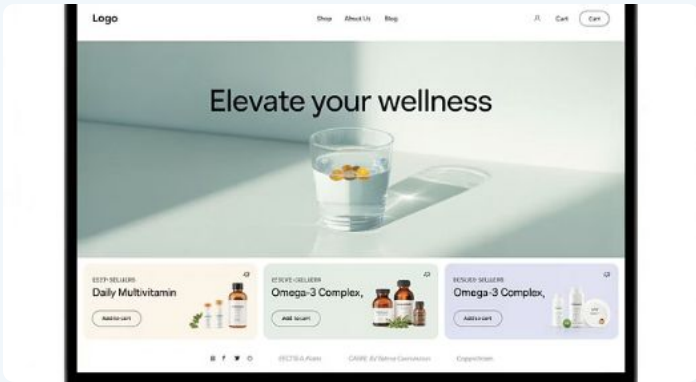 Logo
Shop About Us Blog
Cart Cart
Elevate your wellness
Daily Multivitamin
Add to cart
Omega-3 Complex,
Add to cart
Omega-3 Complex,
Add to cart